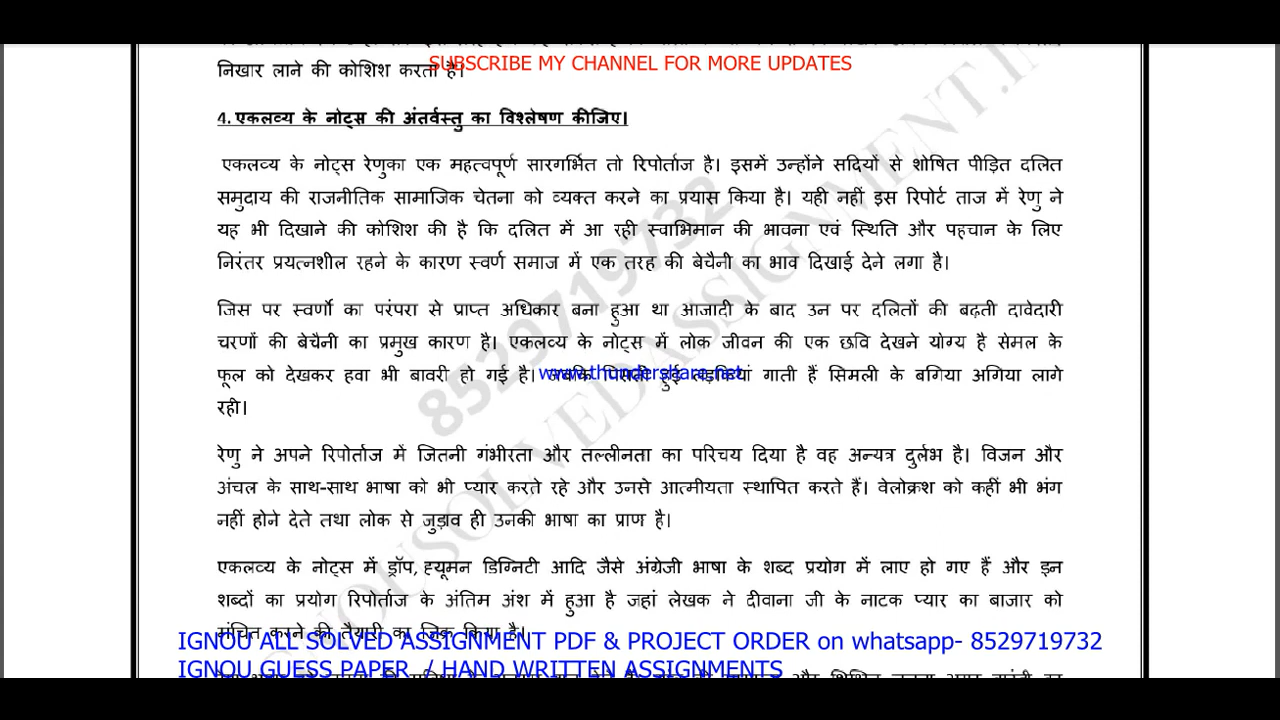 SUBSCRIBE MY CHANNEL FOR MORE UPDATES
निखार लाने की कोशिश करता है।
4. एकलव्य के नोट्स की अंतर्वस्तु का विश्लेषण कीजिए।
एकलव्य के नोट्स रेणुका एक महत्वपूर्ण सारगर्भित तो रिपोर्ताज है। इसमें उन्होंने सदियों से शोषित पीड़ित दलित
समुदाय की राजनीतिक सामाजिक चेतना को व्यक्त करने का प्रयास किया है। यही नहीं इस रिपोर्ट ताज में रेणु ने
यह भी दिखाने की कोशिश की है कि दलित में आ रही स्वाभिमान की भावना एवं स्थिति और पहचान के लिए
निरंतर प्रयत्नशील रहने के कारण स्वर्ण समाज में एक तरह की बेचैनी का भाव दिखाई देने लगा है।
जिस पर स्वर्णो का परंपरा से प्राप्त अधिकार बना हुआ था आजादी के बाद उन पर दलितों की बढ़ती दावेदारी
चरणों की बेचैनी का प्रमुख कारण है। एकलव्य के नोट्स में लोक जीवन की एक छवि देखने योग्य है सेमल के
फूल को देखकर हवा भी बावरी हो गई है। www.thundershare.net हुई लड़कियां गाती हैं सिमली के बगिया अगिया लागे
रही।
रेणु ने अपने रिपोर्ताज में जितनी गंभीरता और तल्लीनता का परिचय दिया है वह अन्यत्र दुर्लभ है। विजन और
अंचल के साथ-साथ भाषा को भी प्यार करते रहे और उनसे आत्मीयता स्थापित करते हैं। वेलोक्रश को कहीं भी भंग
नहीं होने देते तथा लोक से जुड़ाव ही उनकी भाषा का प्राण है।
एकलव्य के नोट्स में ड्रॉप, ह्यूमन डिग्निटी आदि जैसे अंग्रेजी भाषा के शब्द प्रयोग में लाए हो गए हैं और इन
शब्दों का प्रयोग रिपोर्ताज के अंतिम अंश में हुआ है जहां लेखक ने दीवाना जी के नाटक प्यार का बाजार को
मंचित करने की तैयारी का जिक्र किया है।
IGNOU ALL SOLVED ASSIGNMENT PDF & PROJECT ORDER on whatsapp- 8529719732
IGNOU GUESS PAPER / HAND WRITTEN ASSIGNMENTS
8529719732